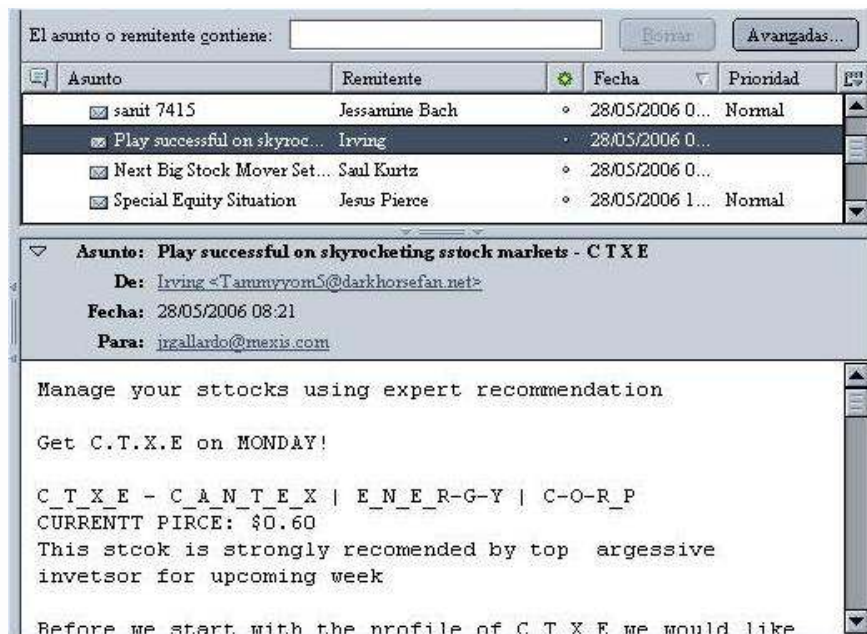 El asunto o remitente contiene: Borrar Avanzadas...
Asunto Remitente Fecha Prioridad
sanit 7415 Jessamine Bach 28/05/2006 0... Normal
Play successful on skyroc... Irving 28/05/2006 0...
Next Big Stock Mover Set... Saul Kurtz 28/05/2006 0...
Special Equity Situation Jesus Pierce 28/05/2006 1... Normal
Asunto: Play successful on skyrocketing sstock markets - C T X E
De: Irving <Tammyyom5@darkhorsefan.net>
Fecha: 28/05/2006 08:21
Para: jrgallardo@mexis.com
Manage your sttocks using expert recommendation
Get C.T.X.E on MONDAY!
C_T_X_E - C_A_N_T_E_X | E_N_E_R-G-Y | C-O-R_P
CURRENTT PIRCE: $0.60
This stcok is strongly recomended by top argessive
invetsor for upcoming week
Before we start with the profile of C T X E we would like